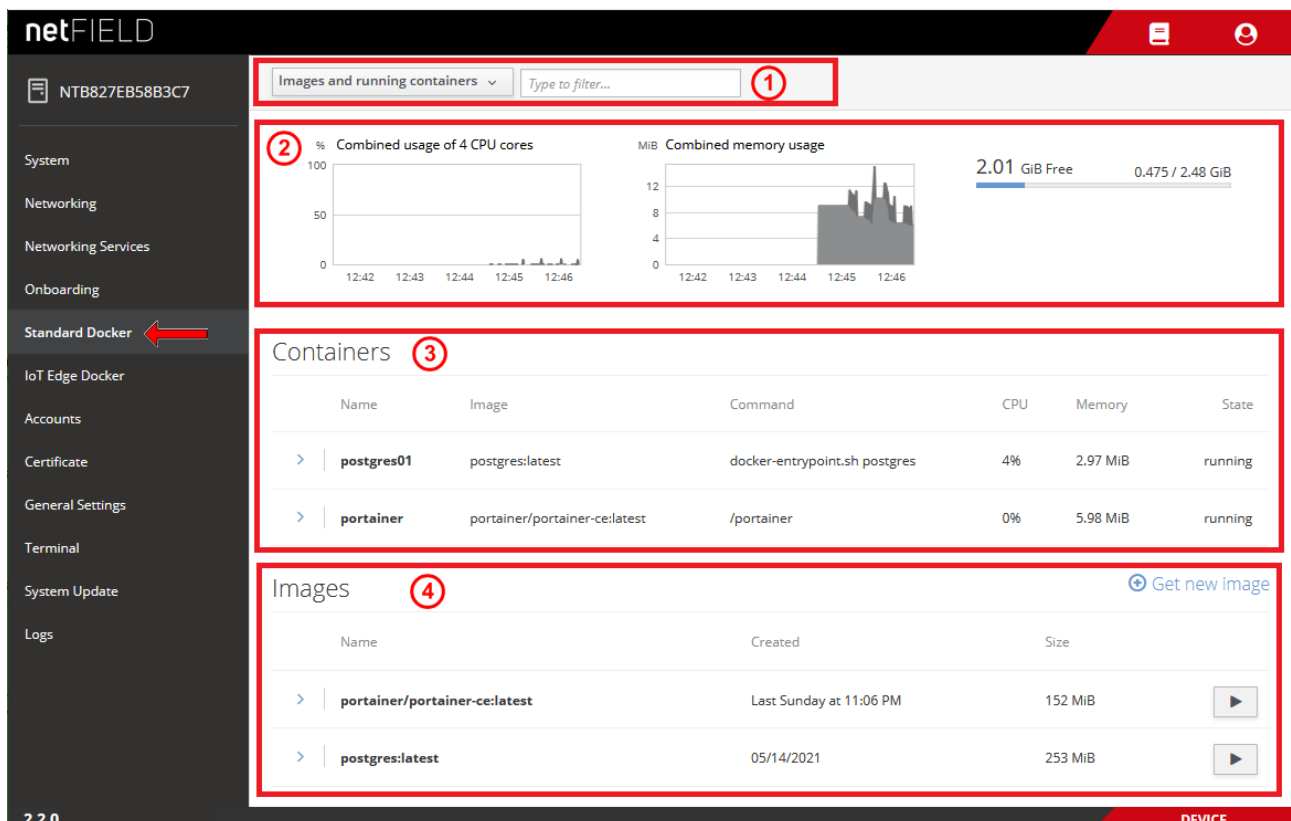 netFIELD
NTB827EB58B3C7
System
Networking
Networking Services
Onboarding
Standard Docker
IoT Edge Docker
Accounts
Certificate
General Settings
Terminal
System Update
Logs
2.2.0
Images and running containers Type to filter... 1
2 % Combined usage of 4 CPU cores
100
50
0
12:42 12:43 12:44 12:45 12:46
MiB Combined memory usage
12
8
4
0
12:42 12:43 12:44 12:45 12:46
2.01 GiB Free 0.475 / 2.48 GiB
Containers 3
Name Image Command CPU Memory State
postgres01 postgres:latest docker-entrypoint.sh postgres 4% 2.97 MiB running
portainer portainer/portainer-ce:latest /portainer 0% 5.98 MiB running
Images 4 Get new image
Name Created Size
portainer/portainer-ce:latest Last Sunday at 11:06 PM 152 MiB
postgres:latest 05/14/2021 253 MiB
DEVICE